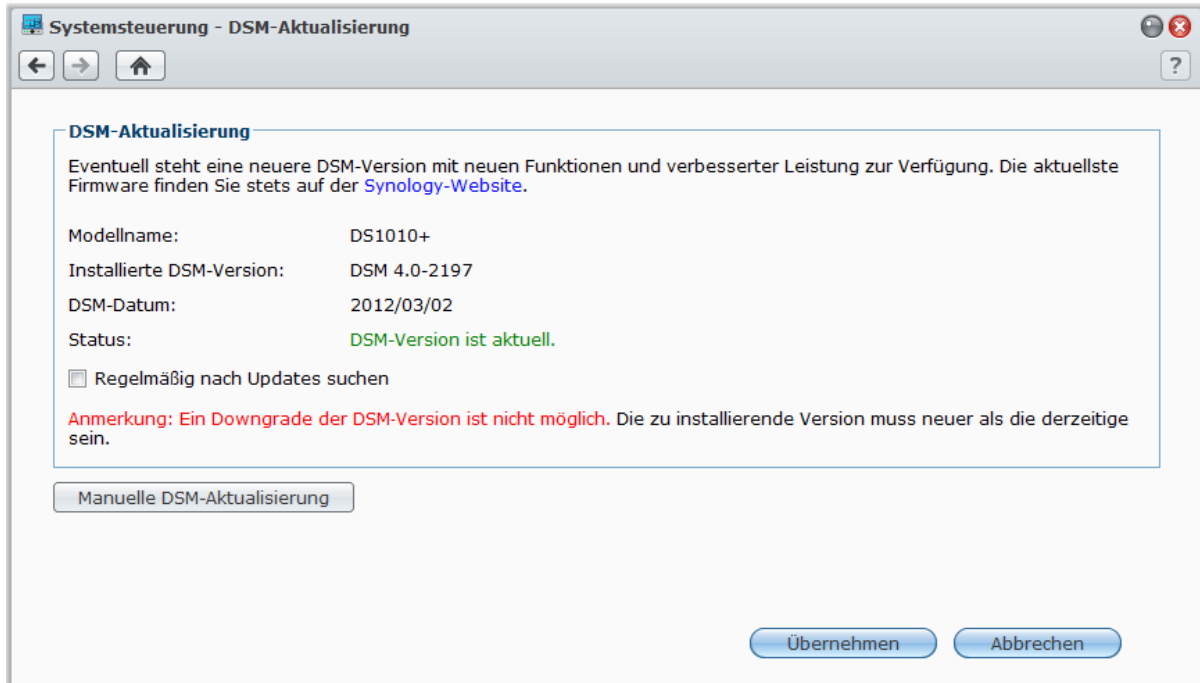 Systemsteuerung - DSM-Aktualisierung
?
DSM-Aktualisierung
Eventuell steht eine neuere DSM-Version mit neuen Funktionen und verbesserter Leistung zur Verfügung. Die aktuellste
Firmware finden Sie stets auf der Synology-Website.
Modellname: DS1010+
Installierte DSM-Version: DSM 4.0-2197
DSM-Datum: 2012/03/02
Status: DSM-Version ist aktuell.
Regelmäßig nach Updates suchen
Anmerkung: Ein Downgrade der DSM-Version ist nicht möglich. Die zu installierende Version muss neuer als die derzeitige
sein.
Manuelle DSM-Aktualisierung
Übernehmen Abbrechen